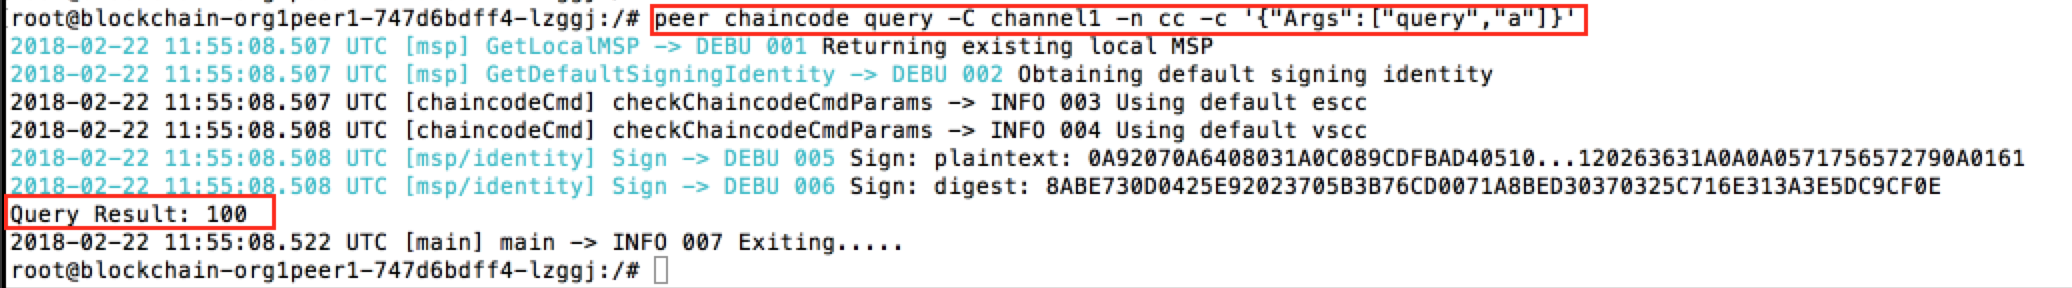 root@blockchain-org1peer1-747d6bdff4-lzggj:/# peer chaincode query -C channel1 -n cc -c '{"Args":["query","a"]}'
2018-02-22 11:55:08.507 UTC [msp] GetLocalMSP -> DEBU 001 Returning existing local MSP
2018-02-22 11:55:08.507 UTC [msp] GetDefaultSigningIdentity -> DEBU 002 Obtaining default signing identity
2018-02-22 11:55:08.507 UTC [chaincodeCmd] checkChaincodeCmdParams -> INFO 003 Using default escc
2018-02-22 11:55:08.508 UTC [chaincodeCmd] checkChaincodeCmdParams -> INFO 004 Using default vscc
2018-02-22 11:55:08.508 UTC [msp/identity] Sign -> DEBU 005 Sign: plaintext: 0A92070A6408031A0C089CDFBAD40510...120263631A0A0A0571756572790A0161
2018-02-22 11:55:08.508 UTC [msp/identity] Sign -> DEBU 006 Sign: digest: 8ABE730D0425E92023705B3B76CD0071A8BED30370325C716E313A3E5DC9CF0E
Query Result: 100
2018-02-22 11:55:08.522 UTC [main] main -> INFO 007 Exiting.....
root@blockchain-org1peer1-747d6bdff4-lzggj:/#